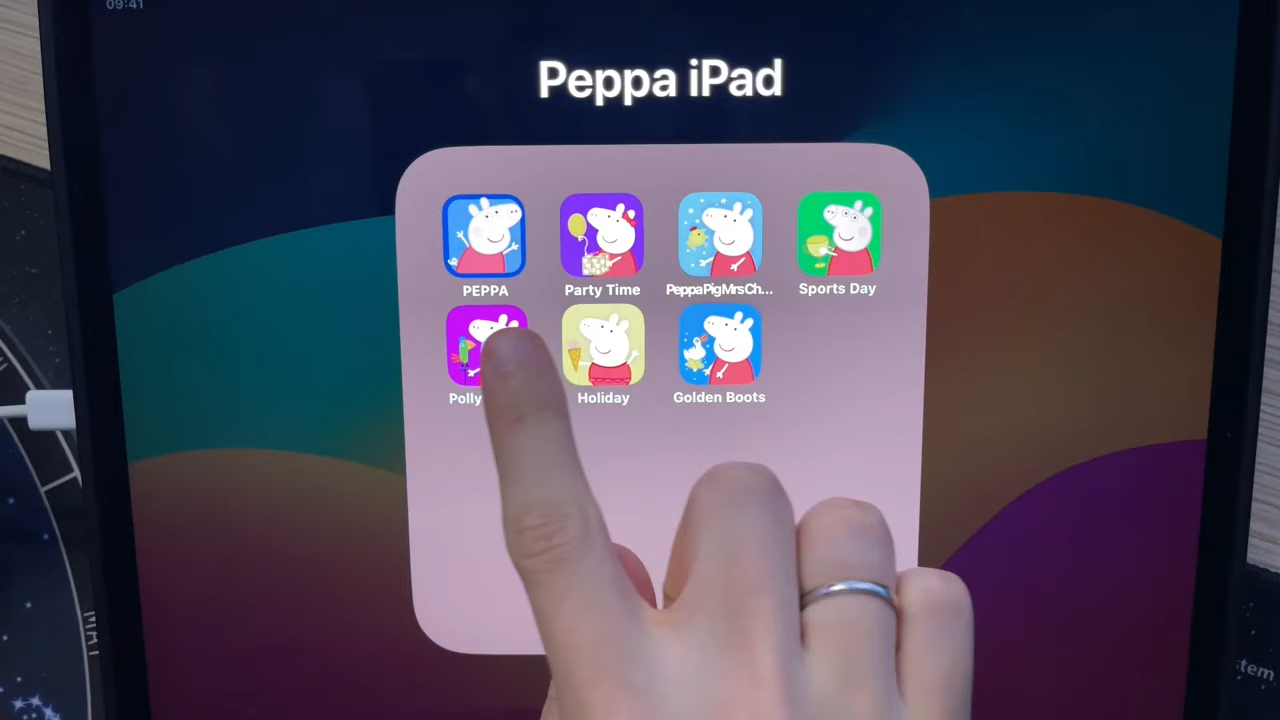 09:41
Peppa iPad
PEPPA
Party Time
PeppaPigMrsCh...
Sports Day
Polly
Holiday
Golden Boots